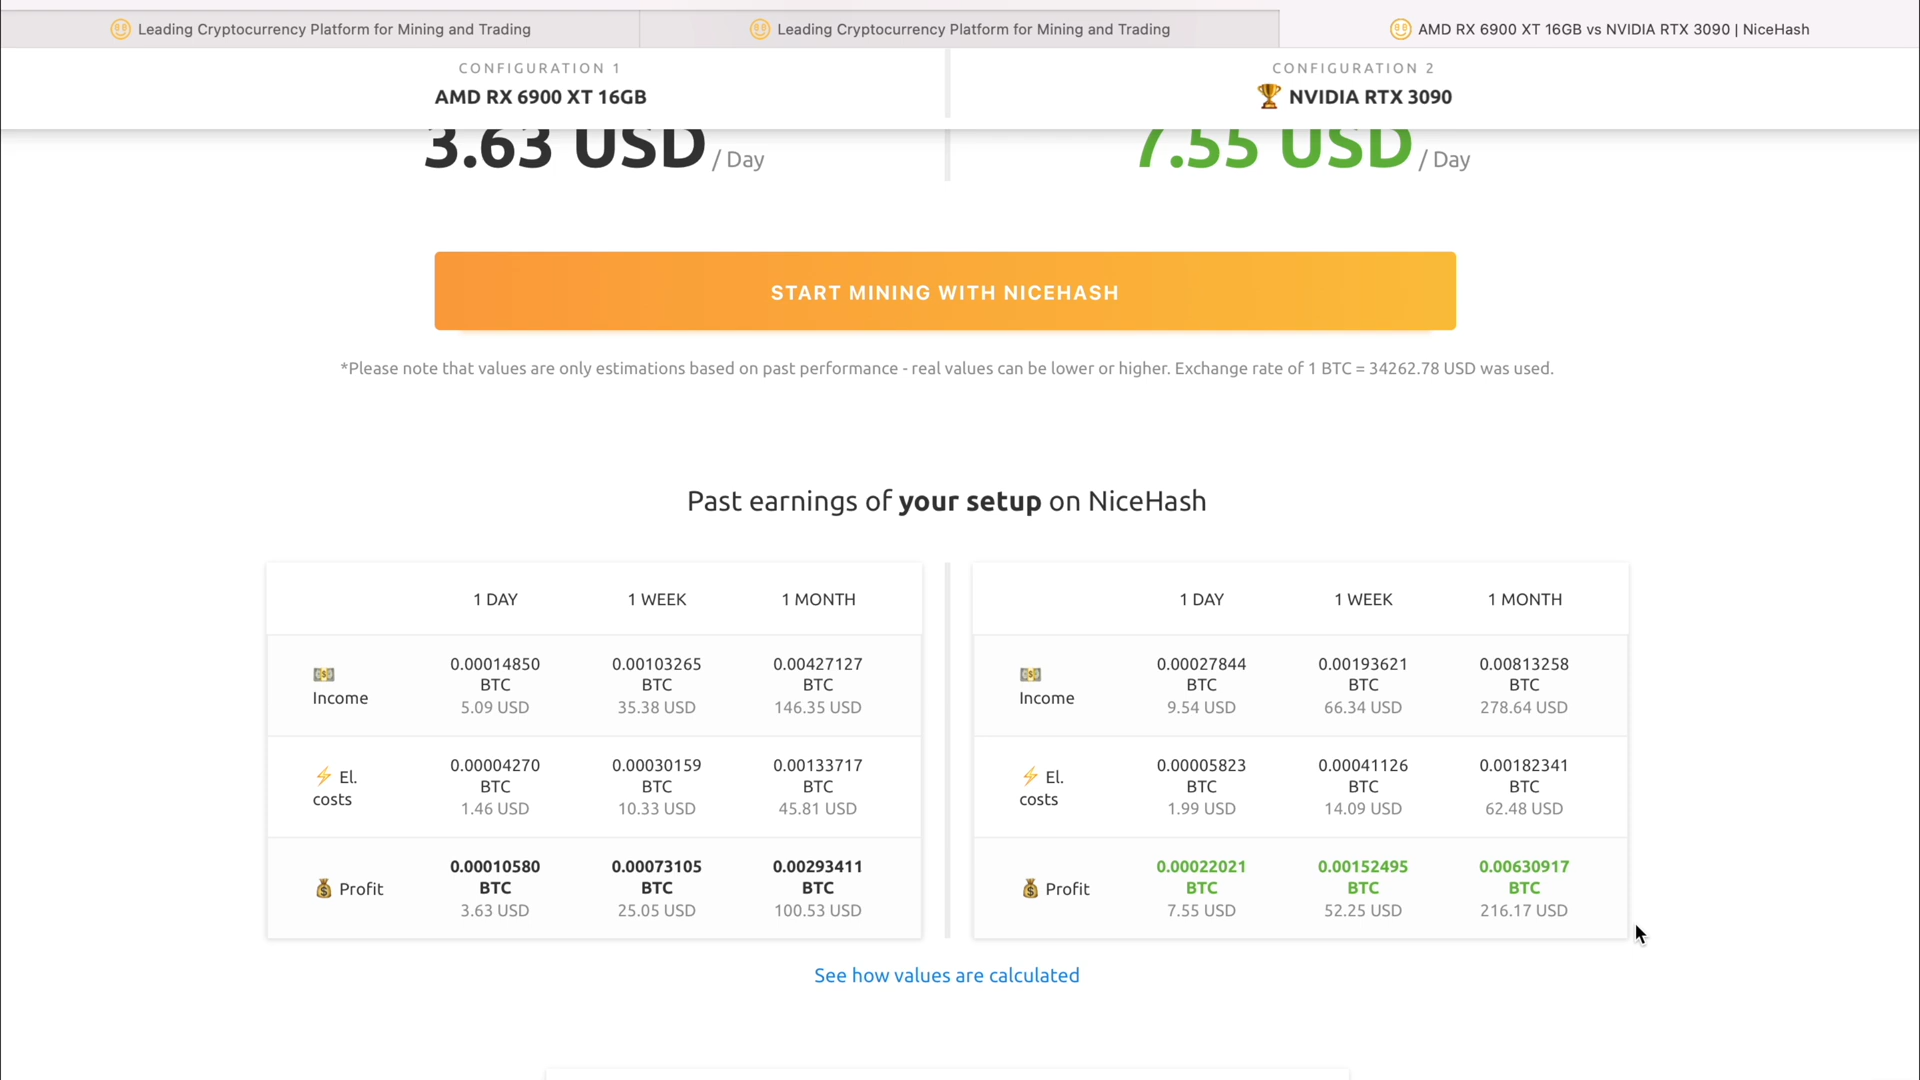 Leading Cryptocurrency Platform for Mining and Trading
Leading Cryptocurrency Platform for Mining and Trading
AMD RX 6900 XT 16GB vs NVIDIA RTX 3090 | NiceHash
CONFIGURATION 1
AMD RX 6900 XT 16GB
CONFIGURATION 2
NVIDIA RTX 3090
3.63 USD / Day
7.55 USD / Day
START MINING WITH NICEHASH
*Please note that values are only estimations based on past performance - real values can be lower or higher. Exchange rate of 1 BTC = 34262.78 USD was used.
Past earnings of your setup on NiceHash
1 DAY 1 WEEK 1 MONTH
Income
0.00014850 BTC 5.09 USD
0.00103265 BTC 35.38 USD
0.00427127 BTC 146.35 USD
El. costs
0.00004270 BTC 1.46 USD
0.00030159 BTC 10.33 USD
0.00133717 BTC 45.81 USD
Profit
0.00010580 BTC 3.63 USD
0.00073105 BTC 25.05 USD
0.00293411 BTC 100.53 USD
1 DAY 1 WEEK 1 MONTH
Income
0.00027844 BTC 9.54 USD
0.00193621 BTC 66.34 USD
0.00813258 BTC 278.64 USD
El. costs
0.00005823 BTC 1.99 USD
0.00041126 BTC 14.09 USD
0.00182341 BTC 62.48 USD
Profit
0.00022021 BTC 7.55 USD
0.00152495 BTC 52.25 USD
0.00630917 BTC 216.17 USD
See how values are calculated